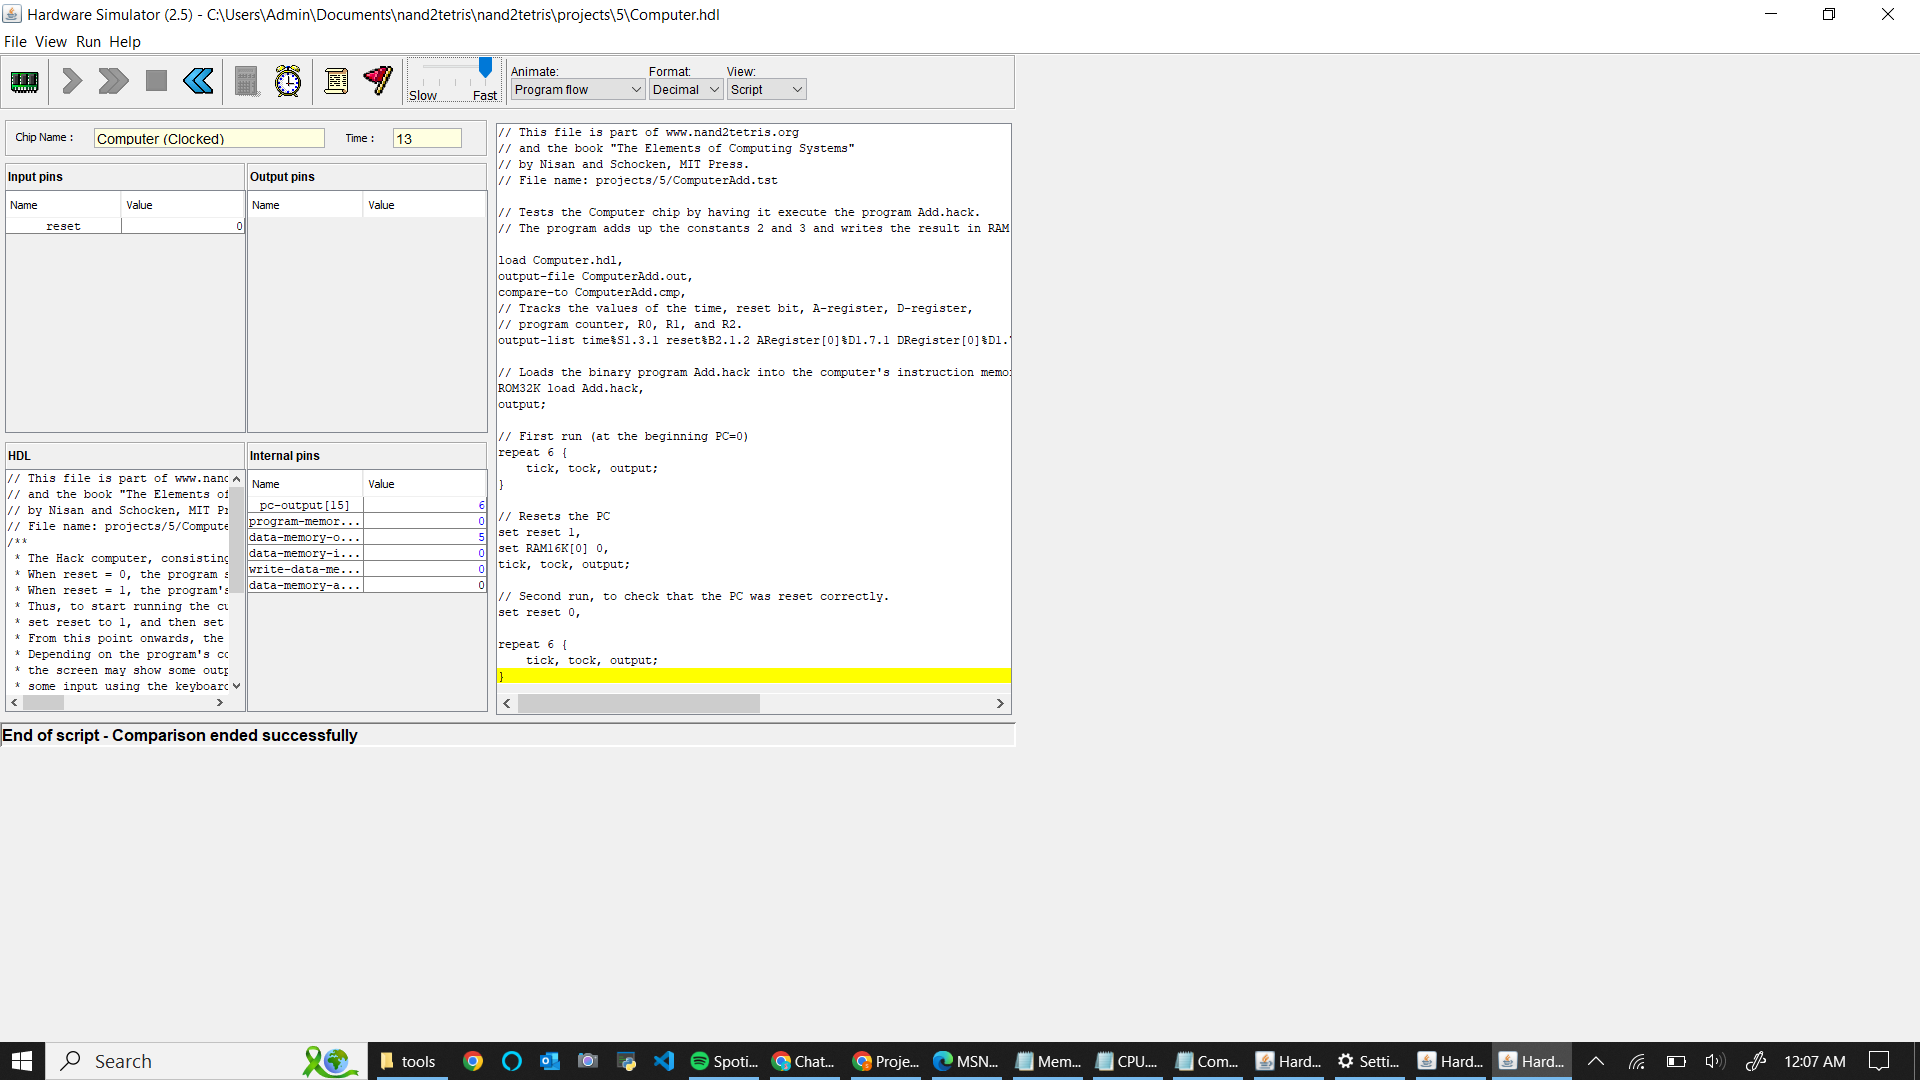 Hardware Simulator (2.5) - C:\Users\Admin\Documents\nand2tetris\nand2tetris\projects\5\Computer.hdl
File View Run Help
Slow Fast
Animate: Format: View:
Program flow Decimal Script
Chip Name : Computer (Clocked) Time : 13
Input pins
Name Value
reset 0
Output pins
Name Value
HDL
// This file is part of www.nand
// and the book "The Elements of
// by Nisan and Schocken, MIT Pr
// File name: projects/5/Compute
/**
* The Hack computer, consisting
* When reset = 0, the program s
* When reset = 1, the program's
* Thus, to start running the cu
* set reset to 1, and then set
* From this point onwards, the
* Depending on the program's co
* the screen may show some outp
* some input using the keyboard
Internal pins
Name Value
pc-output[15] 6
program-memor... 0
data-memory-o... 5
data-memory-i... 0
write-data-me... 0
data-memory-a... 0
// This file is part of www.nand2tetris.org
// and the book "The Elements of Computing Systems"
// by Nisan and Schocken, MIT Press.
// File name: projects/5/ComputerAdd.tst
// Tests the Computer chip by having it execute the program Add.hack.
// The program adds up the constants 2 and 3 and writes the result in RAM
load Computer.hdl,
output-file ComputerAdd.out,
compare-to ComputerAdd.cmp,
// Tracks the values of the time, reset bit, A-register, D-register,
// program counter, R0, R1, and R2.
output-list time%S1.3.1 reset%B2.1.2 ARegister[0]%D1.7.1 DRegister[0]%D1.
// Loads the binary program Add.hack into the computer's instruction memo
ROM32K load Add.hack,
output;
// First run (at the beginning PC=0)
repeat 6 {
tick, tock, output;
}
// Resets the PC
set reset 1,
set RAM16K[0] 0,
tick, tock, output;
// Second run, to check that the PC was reset correctly.
set reset 0,
repeat 6 {
tick, tock, output;
}
End of script - Comparison ended successfully
Search tools Spoti... Chat... Proje... MSN... Mem... CPU.... Com... Hard... Setti... Hard... Hard... 12:07 AM